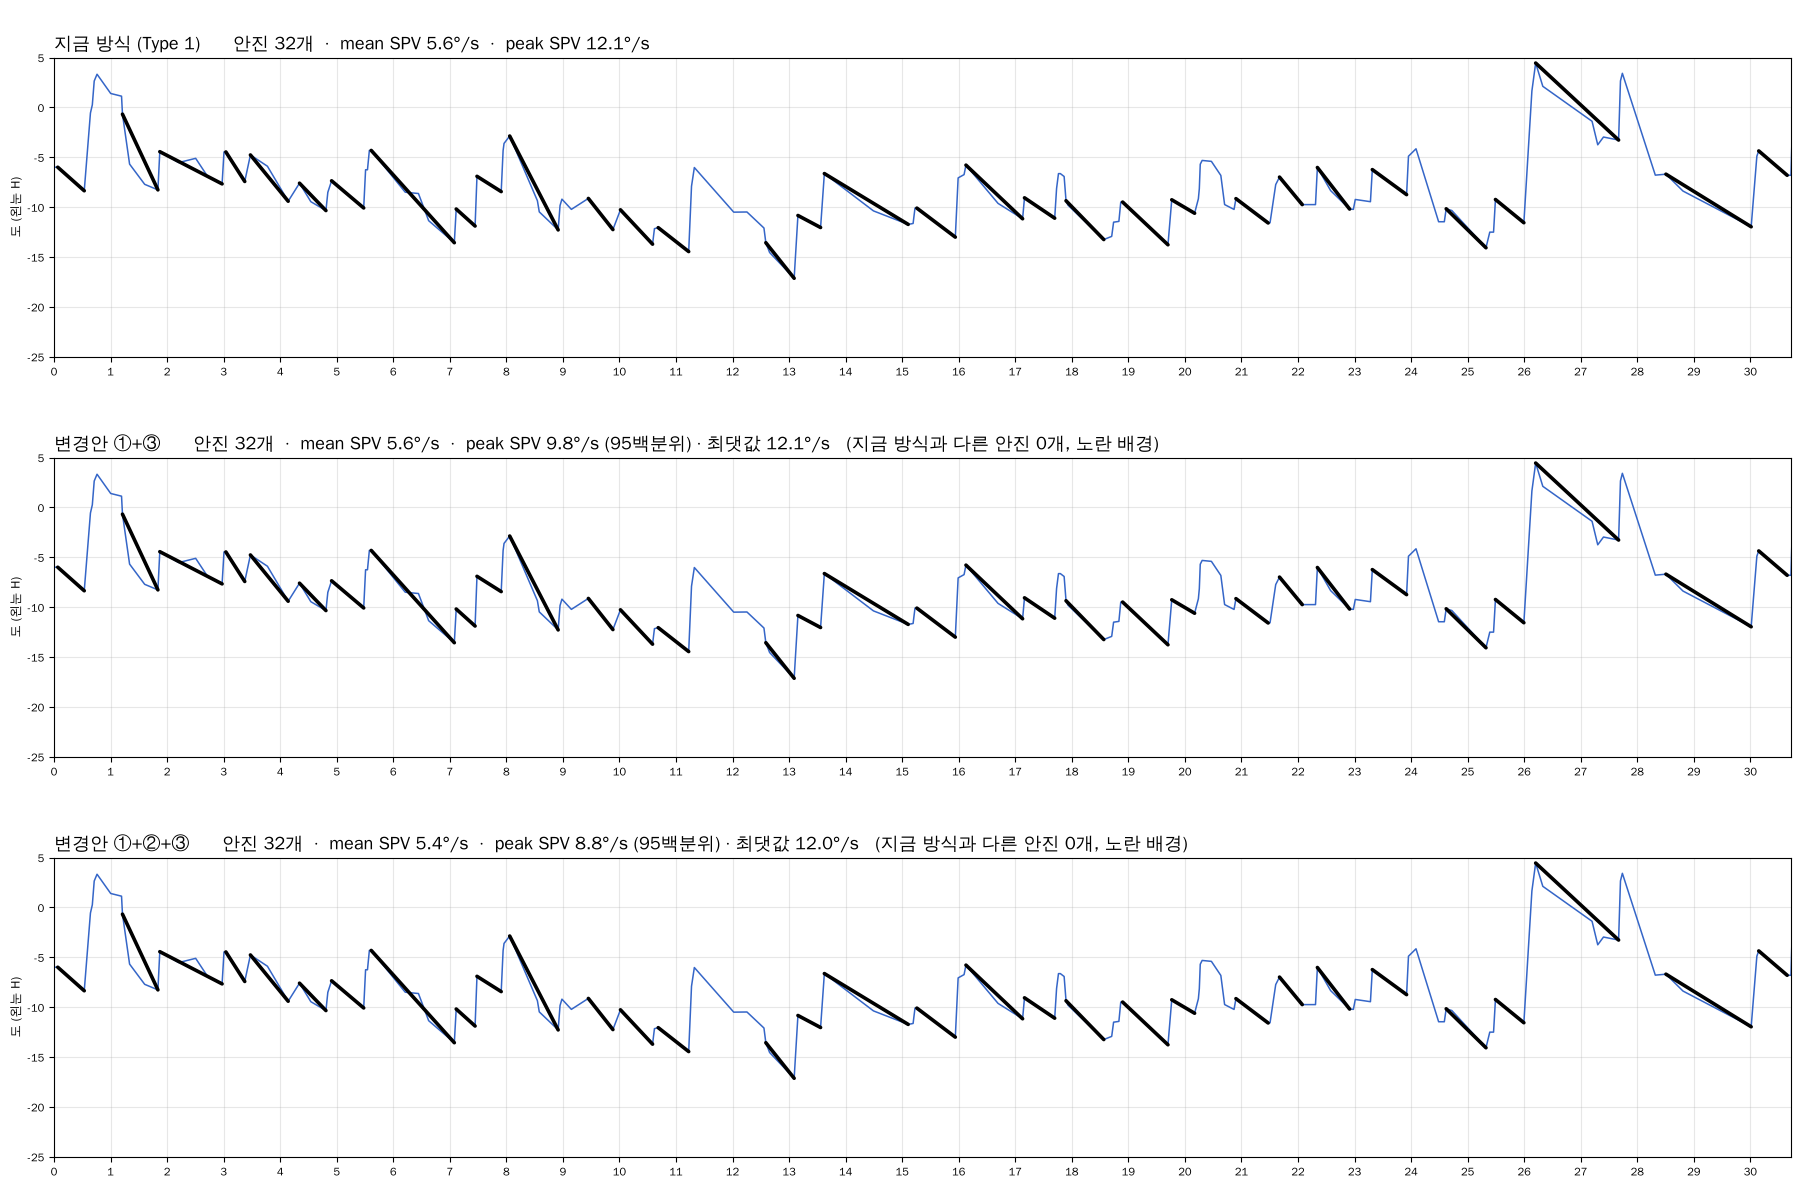 지금 방식 (Type 1) 안진 32개 · mean SPV 5.6°/s · peak SPV 12.1°/s
5
0
-5
-10
-15
-20
-25
도 (왼눈 H)
0 1 2 3 4 5 6 7 8 9 10 11 12 13 14 15 16 17 18 19 20 21 22 23 24 25 26 27 28 29 30
변경안 ①+③ 안진 32개 · mean SPV 5.6°/s · peak SPV 9.8°/s (95백분위) · 최댓값 12.1°/s (지금 방식과 다른 안진 0개, 노란 배경)
5
0
-5
-10
-15
-20
-25
도 (왼눈 H)
0 1 2 3 4 5 6 7 8 9 10 11 12 13 14 15 16 17 18 19 20 21 22 23 24 25 26 27 28 29 30
변경안 ①+②+③ 안진 32개 · mean SPV 5.4°/s · peak SPV 8.8°/s (95백분위) · 최댓값 12.0°/s (지금 방식과 다른 안진 0개, 노란 배경)
5
0
-5
-10
-15
-20
-25
도 (왼눈 H)
0 1 2 3 4 5 6 7 8 9 10 11 12 13 14 15 16 17 18 19 20 21 22 23 24 25 26 27 28 29 30